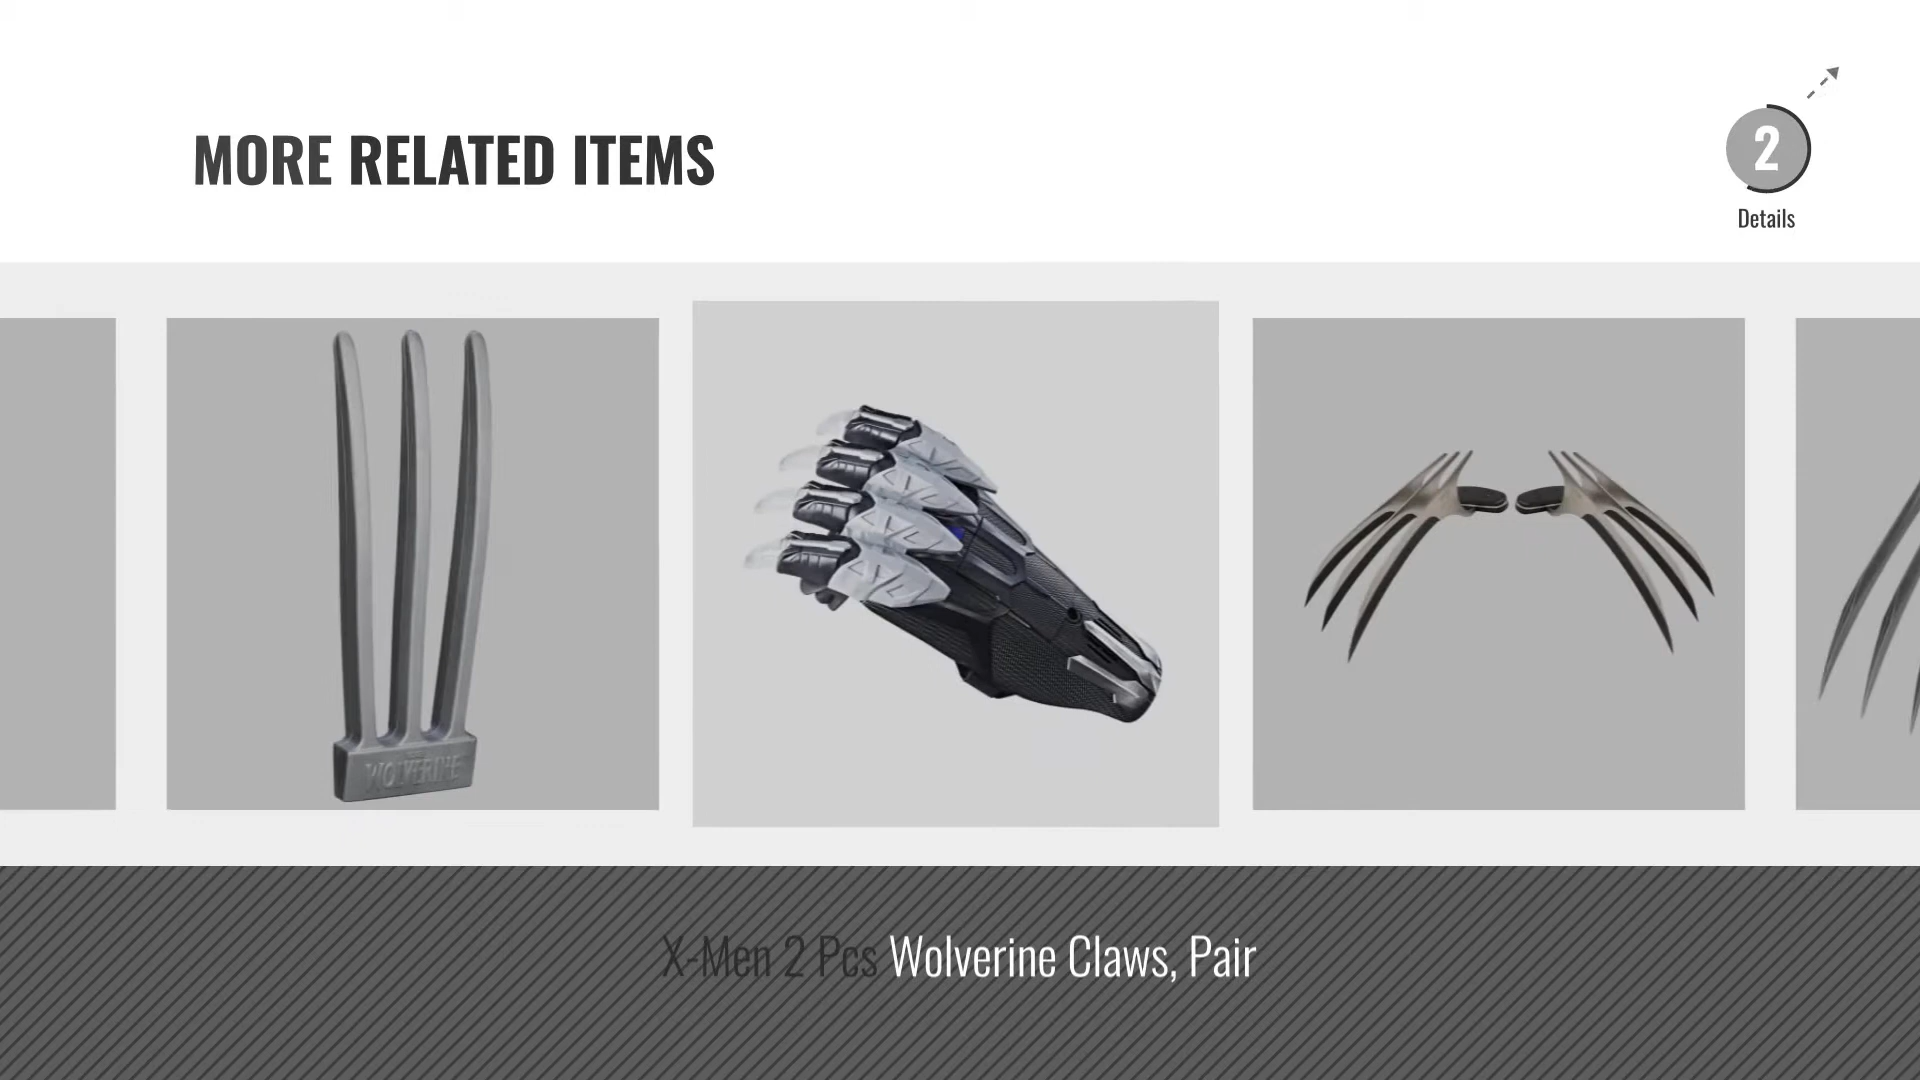 MORE RELATED ITEMS
2
Details
WOLVERINE
X-Men 2 Pcs Wolverine Claws, Pair